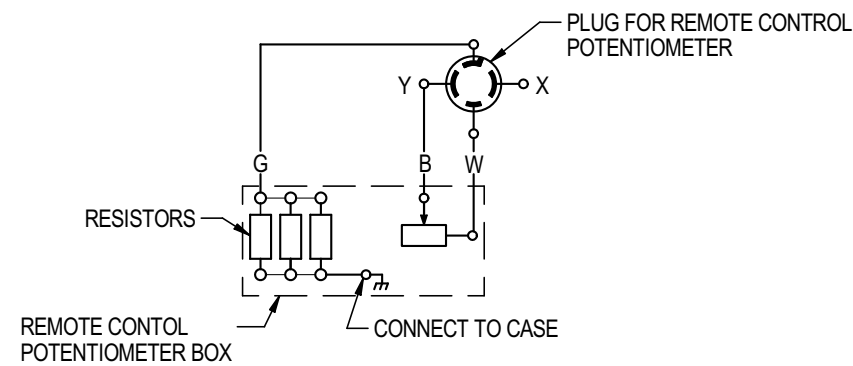 PLUG FOR REMOTE CONTROL
POTENTIOMETER
Y
X
G
B
W
RESISTORS
REMOTE CONTOL
POTENTIOMETER BOX
CONNECT TO CASE